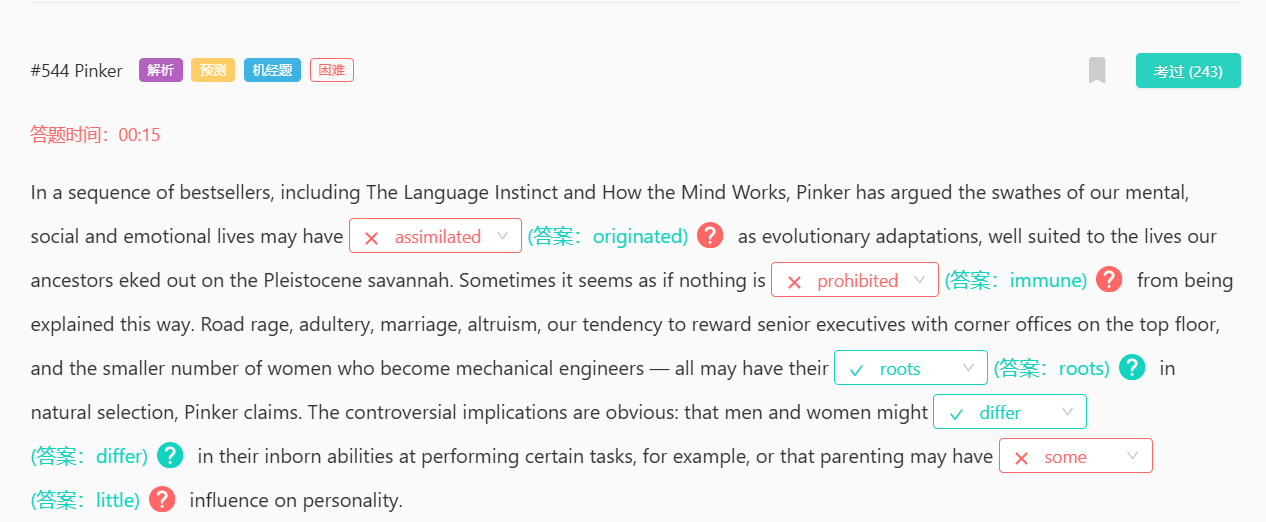 #544 Pinker 解析 预测 机经题 困难 考过 (243)
答题时间：00:15
In a sequence of bestsellers, including The Language Instinct and How the Mind Works, Pinker has argued the swathes of our mental,
social and emotional lives may have assimilated (答案：originated) ? as evolutionary adaptations, well suited to the lives our
ancestors eked out on the Pleistocene savannah. Sometimes it seems as if nothing is prohibited (答案：immune) ? from being
explained this way. Road rage, adultery, marriage, altruism, our tendency to reward senior executives with corner offices on the top floor,
and the smaller number of women who become mechanical engineers — all may have their roots (答案：roots) ? in
natural selection, Pinker claims. The controversial implications are obvious: that men and women might differ
(答案：differ) ? in their inborn abilities at performing certain tasks, for example, or that parenting may have some
(答案：little) ? influence on personality.